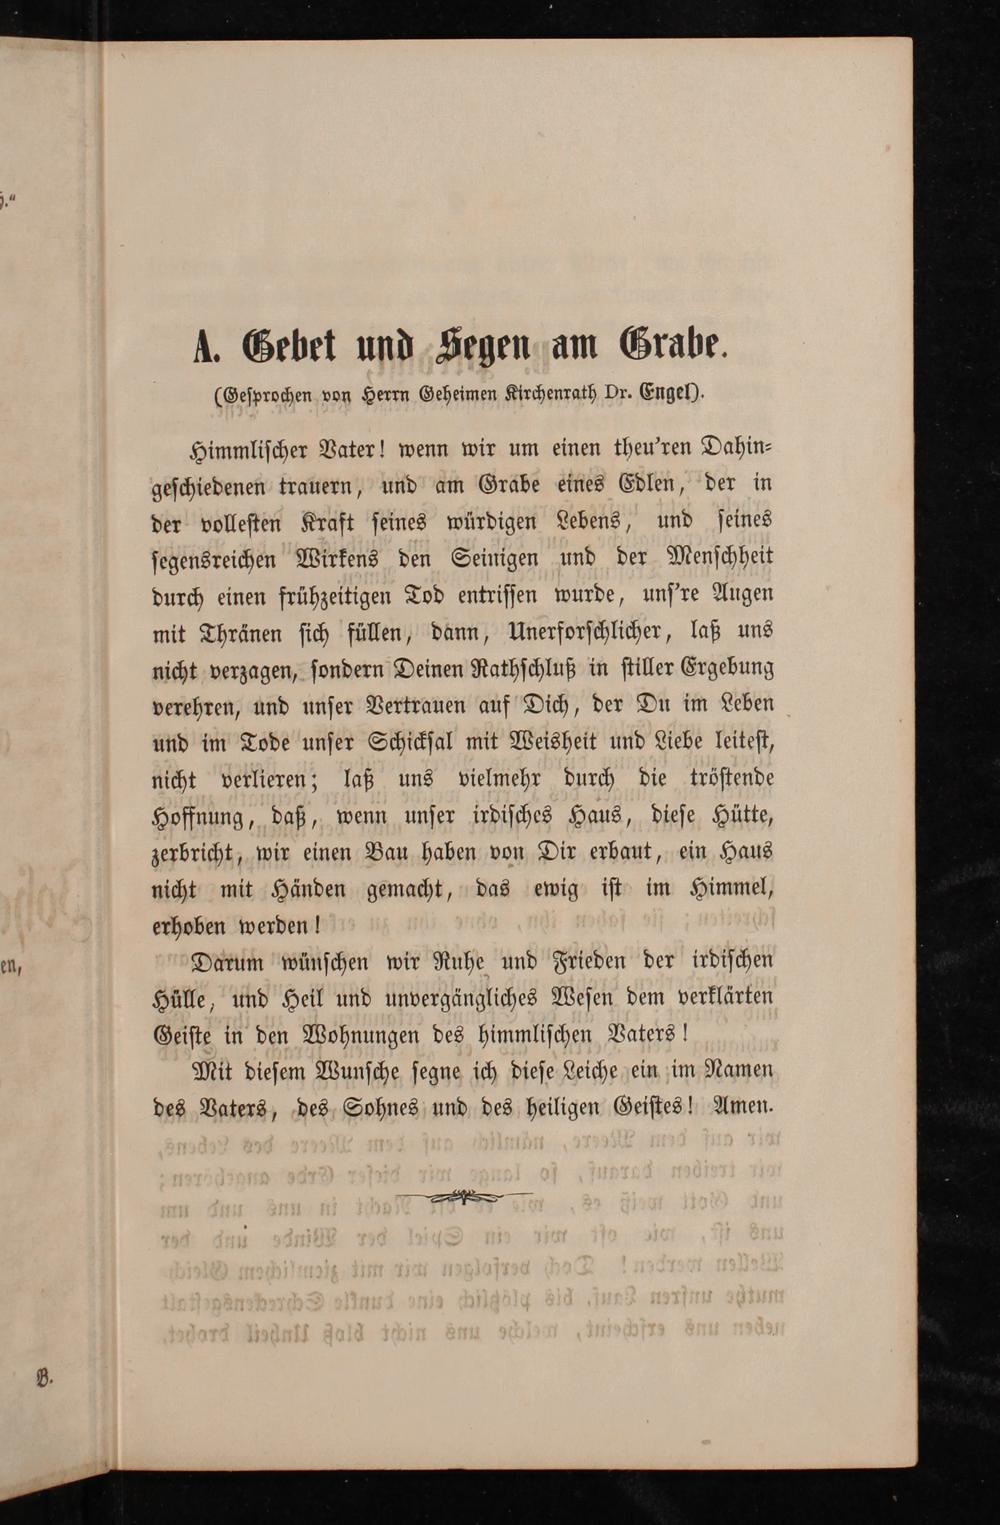 A. Gebet und Segen am Grabe.
(Gesprochen von Herrn Geheimen Kirchenrath Dr. Engel).
Himmlischer Vater! wenn wir um einen theu’ren Dahin-
geschiedenen trauern, und am Grabe eines Edlen, der in
der vollesten Kraft seines würdigen Lebens, und seines
segensreichen Wirkens den Seinigen und der Menschheit
durch einen frühzeitigen Tod entrissen wurde, uns’re Augen
mit Thränen sich füllen, dann, Unerforschlicher, laß uns
nicht verzagen, sondern Deinen Rathschluß in stiller Ergebung
verehren, und unser Vertrauen auf Dich, der Du im Leben
und im Tode unser Schicksal mit Weisheit und Liebe leitest,
nicht verlieren; laß uns vielmehr durch die tröstende
Hoffnung, daß, wenn unser irdisches Haus, diese Hütte,
zerbricht, wir einen Bau haben von Dir erbaut, ein Haus
nicht mit Händen gemacht, das ewig ist im Himmel,
erhoben werden!
Darum wünschen wir Ruhe und Frieden der irdischen
Hülle, und Heil und unvergängliches Wesen dem verklärten
Geiste in den Wohnungen des himmlischen Vaters!
Mit diesem Wunsche segne ich diese Leiche ein im Namen
des Vaters, des Sohnes und des heiligen Geistes! Amen.
en,
B.